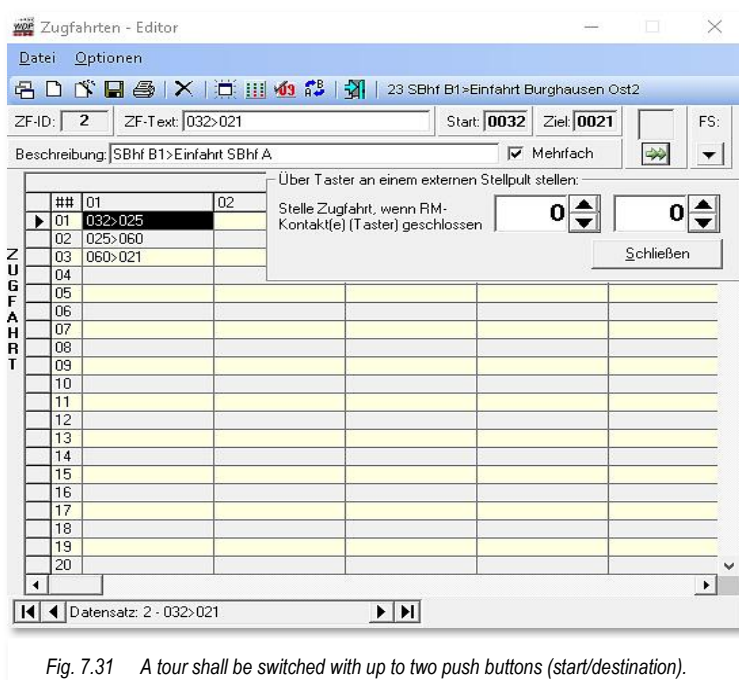 WDP Zugfahrten - Editor
Datei Optionen
23 SBhf B1>Einfahrt Burghausen Ost2
ZF-ID: 2 ZF-Text: 032>021 Start: 0032 Ziel: 0021 FS:
Beschreibung: SBhf B1>Einfahrt SBhf A Mehrfach
Über Taster an einem externen Stellpult stellen:
Stelle Zugfahrt, wenn RM-
Kontakt(e) (Taster) geschlossen 0 0
Schließen
ZUGFAHRT
## 01 02
01 032>025
02 025>060
03 060>021
04
05
06
07
08
09
10
11
12
13
14
15
16
17
18
19
20
Datensatz: 2 - 032>021
Fig. 7.31 A tour shall be switched with up to two push buttons (start/destination).